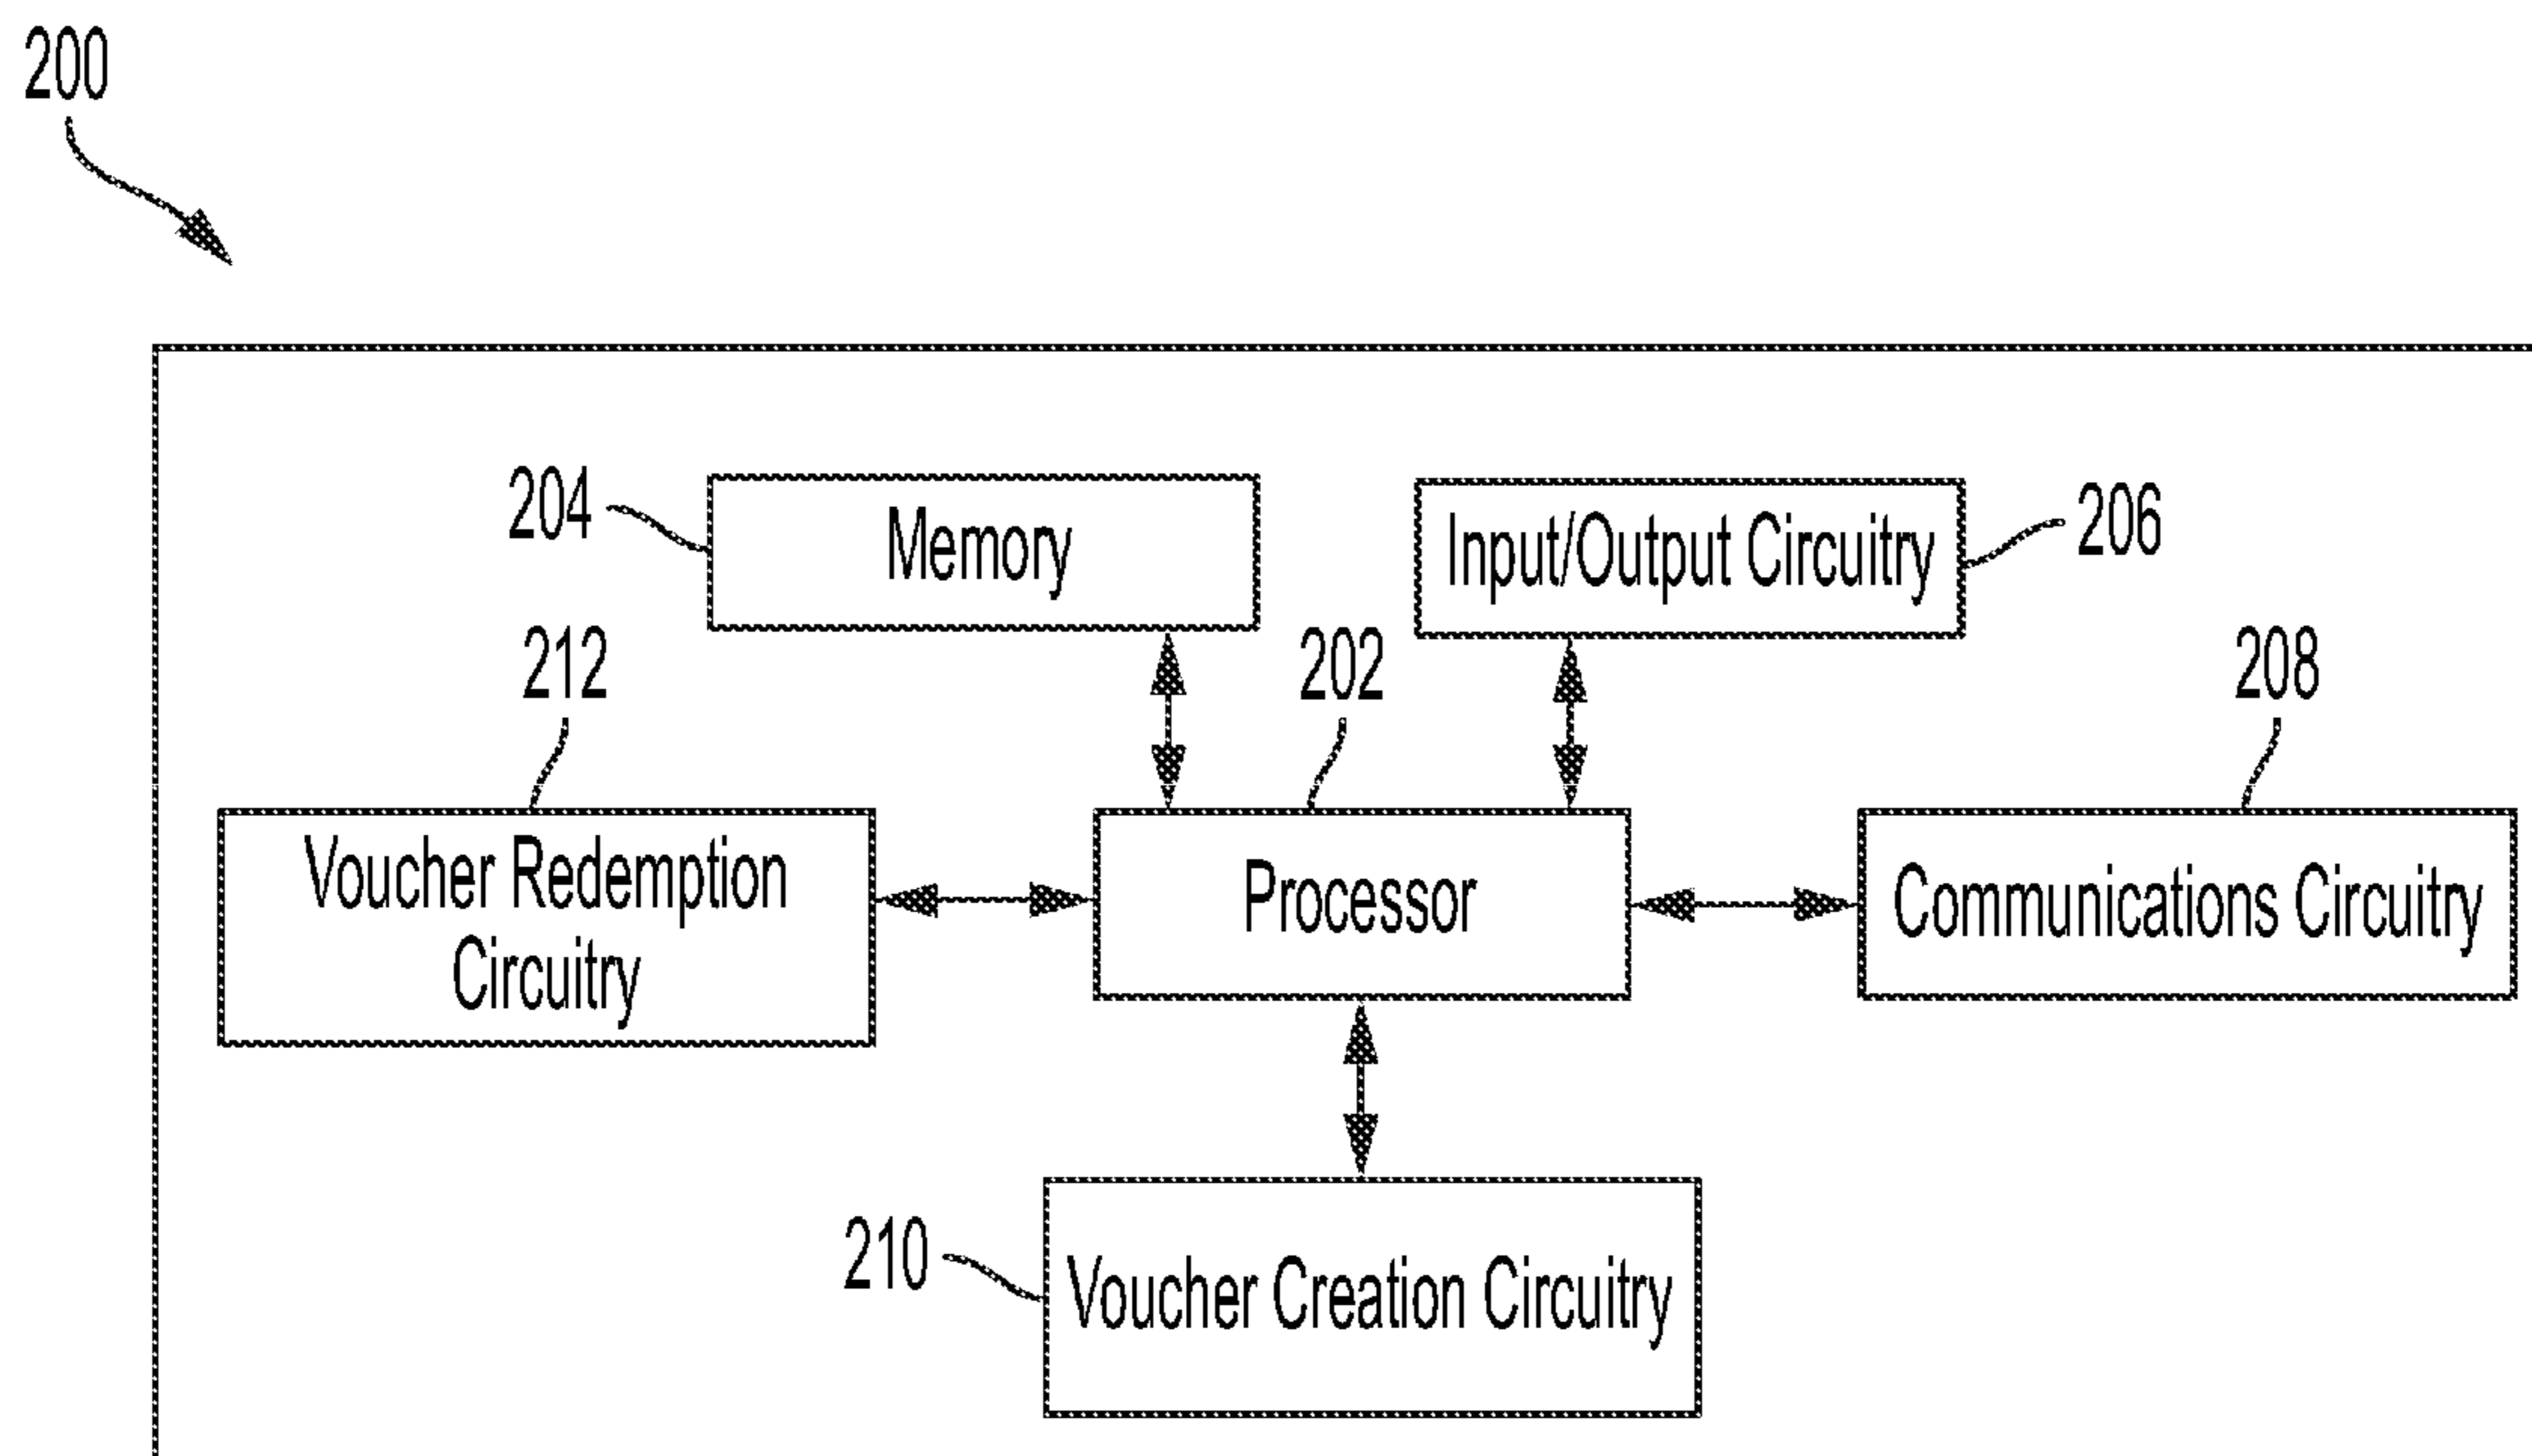 200
204
Memory
Input/Output Circuitry
206
212
202
208
Voucher Redemption
Circuitry
Processor
Communications Circuitry
210
Voucher Creation Circuitry